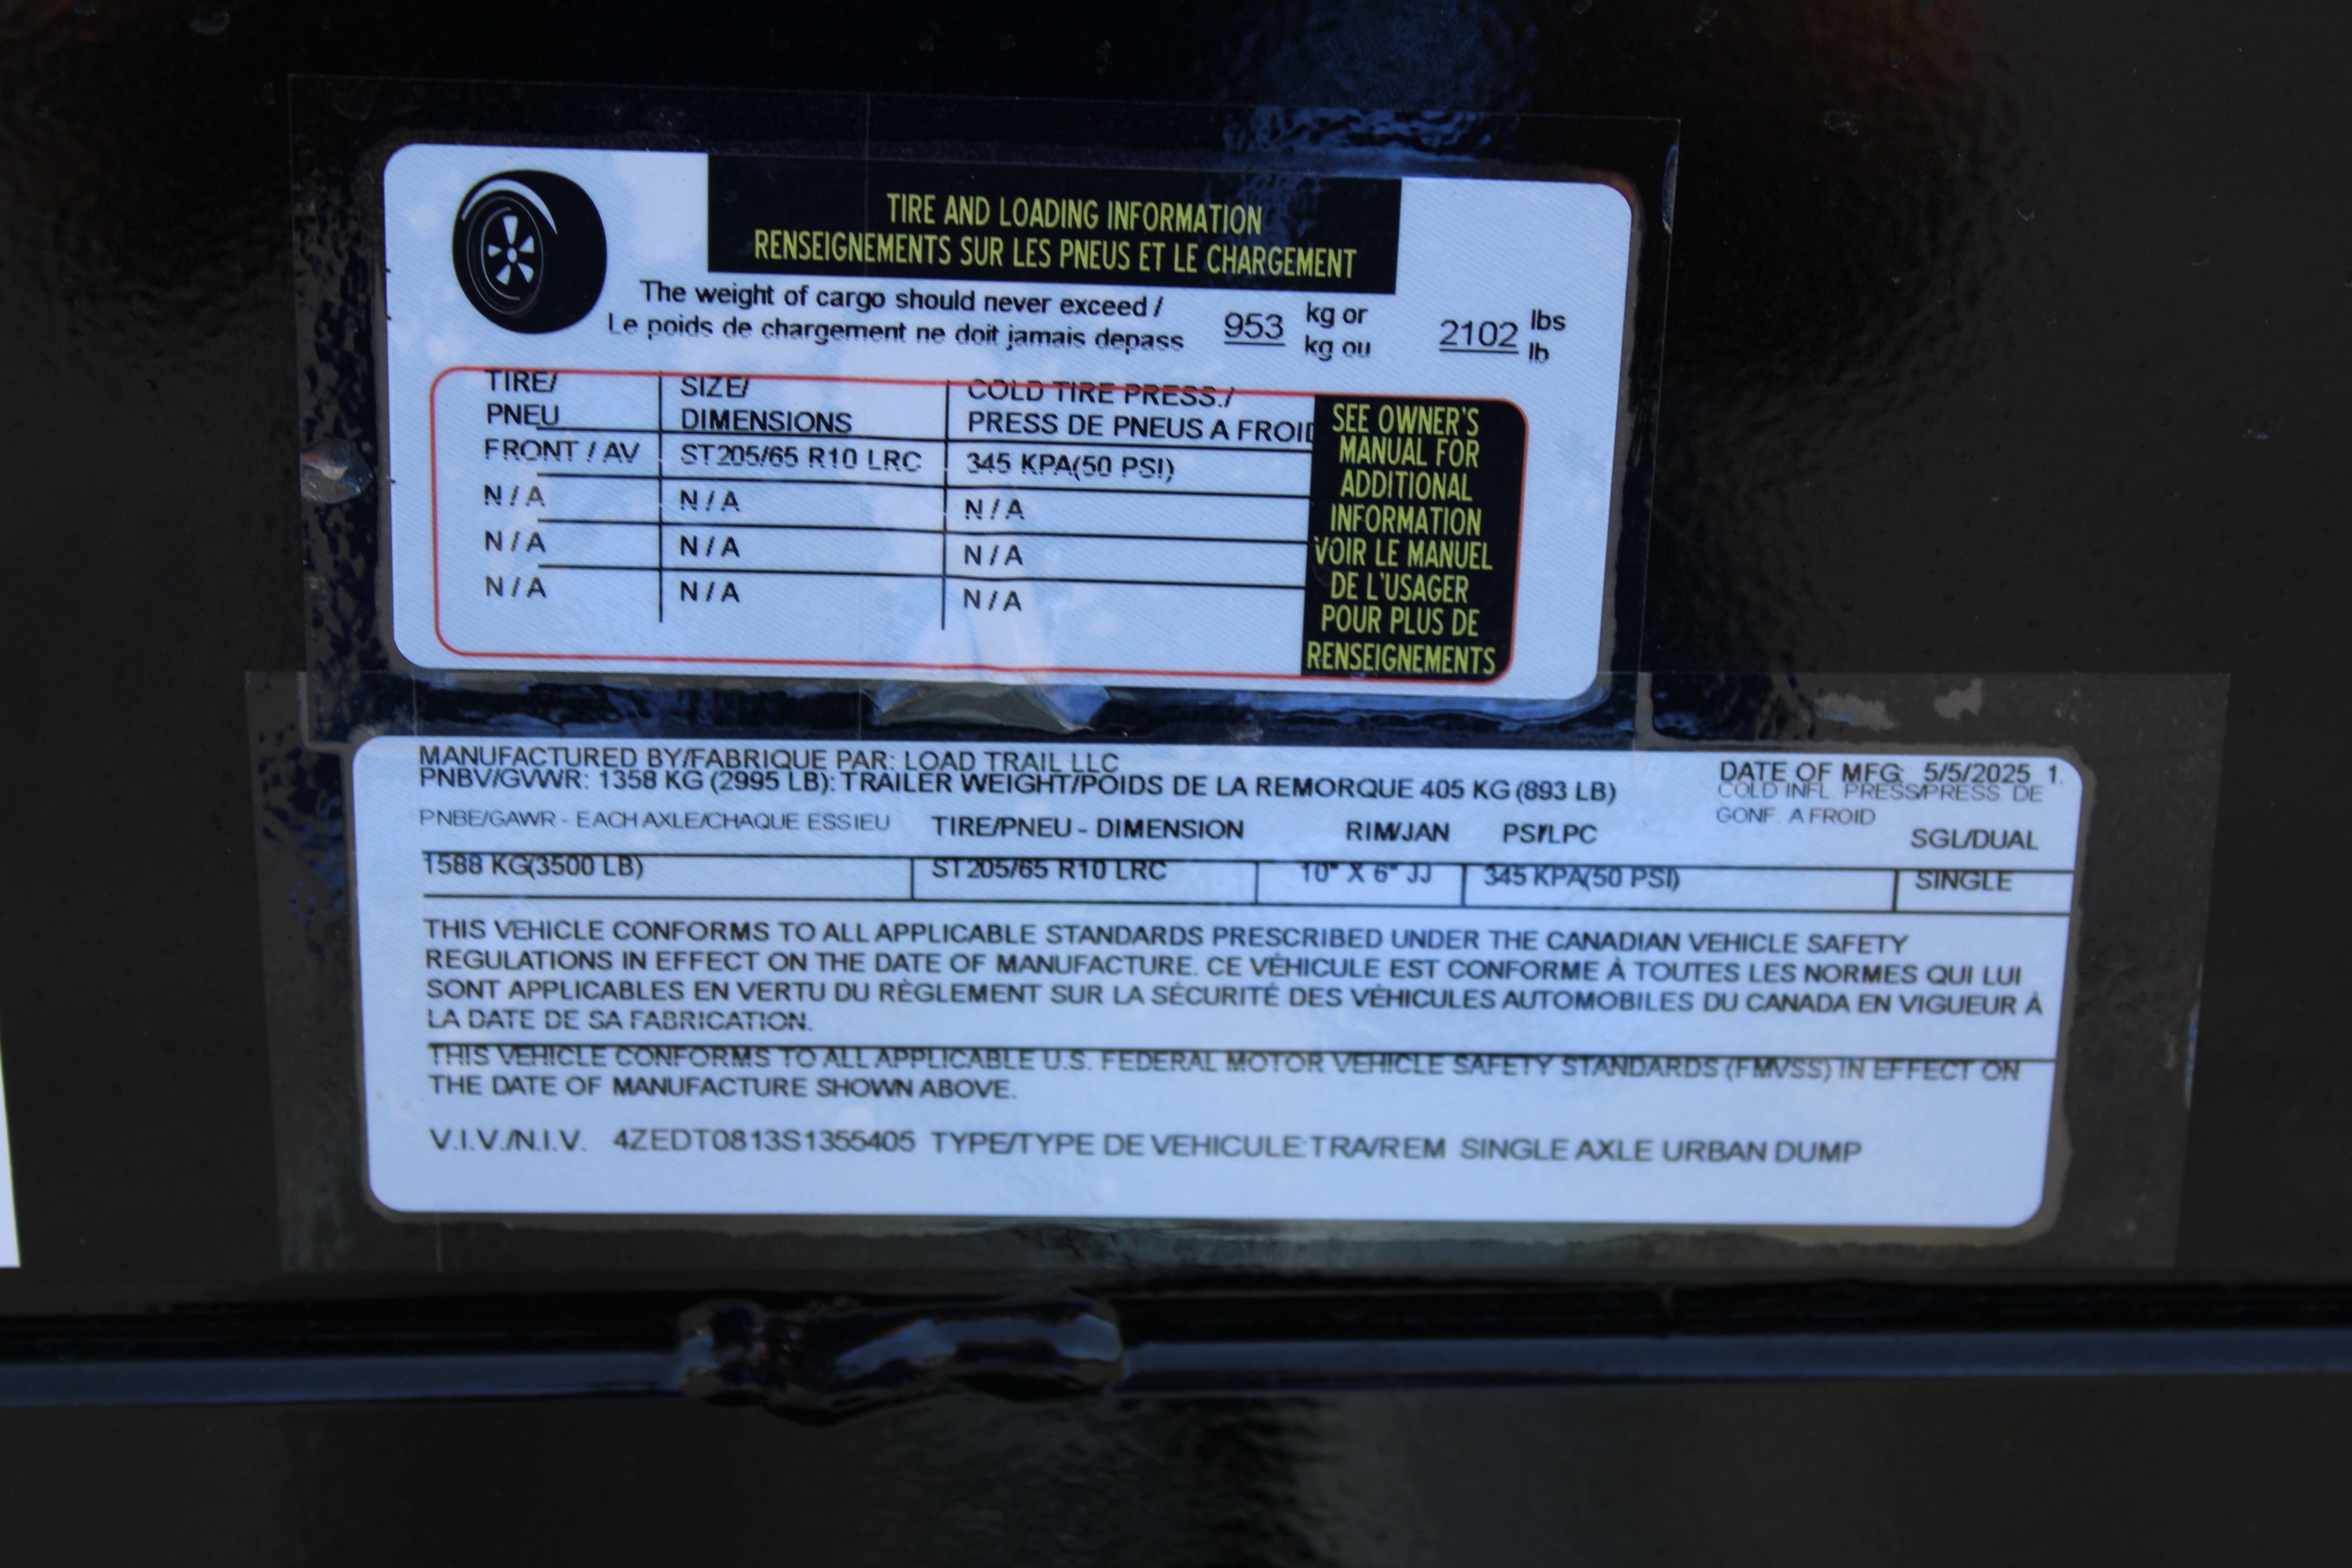 TIRE AND LOADING INFORMATION
RENSEIGNEMENTS SUR LES PNEUS ET LE CHARGEMENT
The weight of cargo should never exceed / 953 kg or 2102 lbs
Le poids de chargement ne doit jamais depass kg ou lb
TIRE/ SIZE/ COLD TIRE PRESS./
PNEU DIMENSIONS PRESS DE PNEUS A FROID
FRONT / AV ST205/65 R10 LRC 345 KPA(50 PSI)
N / A N / A N / A
N / A N / A N / A
N / A N / A N / A
SEE OWNER'S
MANUAL FOR
ADDITIONAL
INFORMATION
VOIR LE MANUEL
DE L'USAGER
POUR PLUS DE
RENSEIGNEMENTS
MANUFACTURED BY/FABRIQUE PAR: LOAD TRAIL LLC DATE OF MFG: 5/5/2025 1.
PNBV/GVWR: 1358 KG (2995 LB): TRAILER WEIGHT/POIDS DE LA REMORQUE 405 KG (893 LB) COLD INFL PRESS/PRESS DE
GONF. A FROID
PNBE/GAWR - EACH AXLE/CHAQUE ESSIEU TIRE/PNEU - DIMENSION RIM/JAN PSI/LPC SGL/DUAL
1588 KG(3500 LB) ST205/65 R10 LRC 10" X 6" JJ 345 KPA(50 PSI) SINGLE
THIS VEHICLE CONFORMS TO ALL APPLICABLE STANDARDS PRESCRIBED UNDER THE CANADIAN VEHICLE SAFETY
REGULATIONS IN EFFECT ON THE DATE OF MANUFACTURE. CE VÉHICULE EST CONFORME À TOUTES LES NORMES QUI LUI
SONT APPLICABLES EN VERTU DU RÈGLEMENT SUR LA SÉCURITÉ DES VÉHICULES AUTOMOBILES DU CANADA EN VIGUEUR À
LA DATE DE SA FABRICATION.
THIS VEHICLE CONFORMS TO ALL APPLICABLE U.S. FEDERAL MOTOR VEHICLE SAFETY STANDARDS (FMVSS) IN EFFECT ON
THE DATE OF MANUFACTURE SHOWN ABOVE.
V.I.V./N.I.V. 4ZEDT0813S1355405 TYPE/TYPE DE VEHICULE:TRA/REM SINGLE AXLE URBAN DUMP